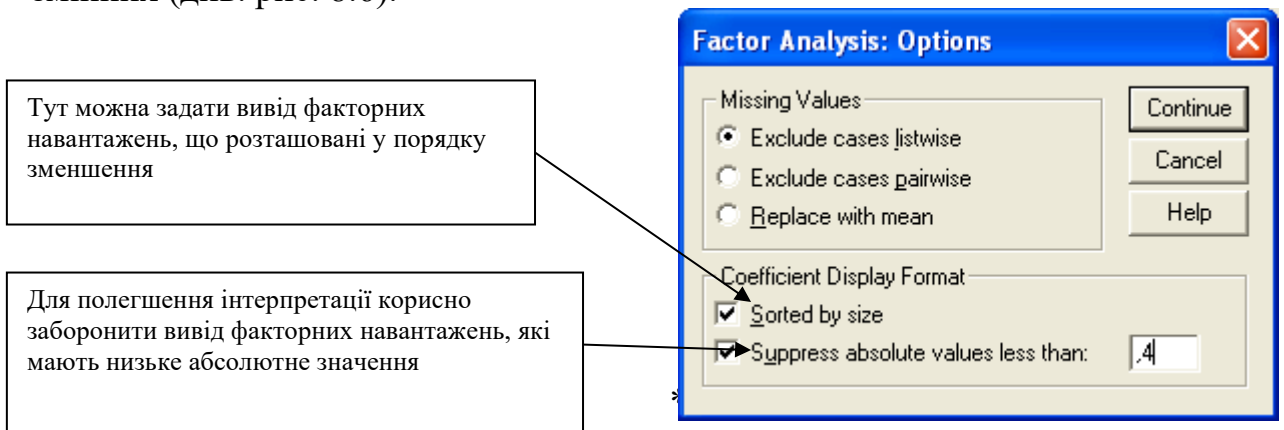 Тут можна задати вивід факторних
навантажень, що розташовані у порядку
зменшення
Для полегшення інтерпретації корисно
заборонити вивід факторних навантажень, які
мають низьке абсолютне значення
*
Factor Analysis: Options
Missing Values
Exclude cases listwise
Exclude cases pairwise
Replace with mean
Continue
Cancel
Help
Coefficient Display Format
Sorted by size
Suppress absolute values less than:
,4